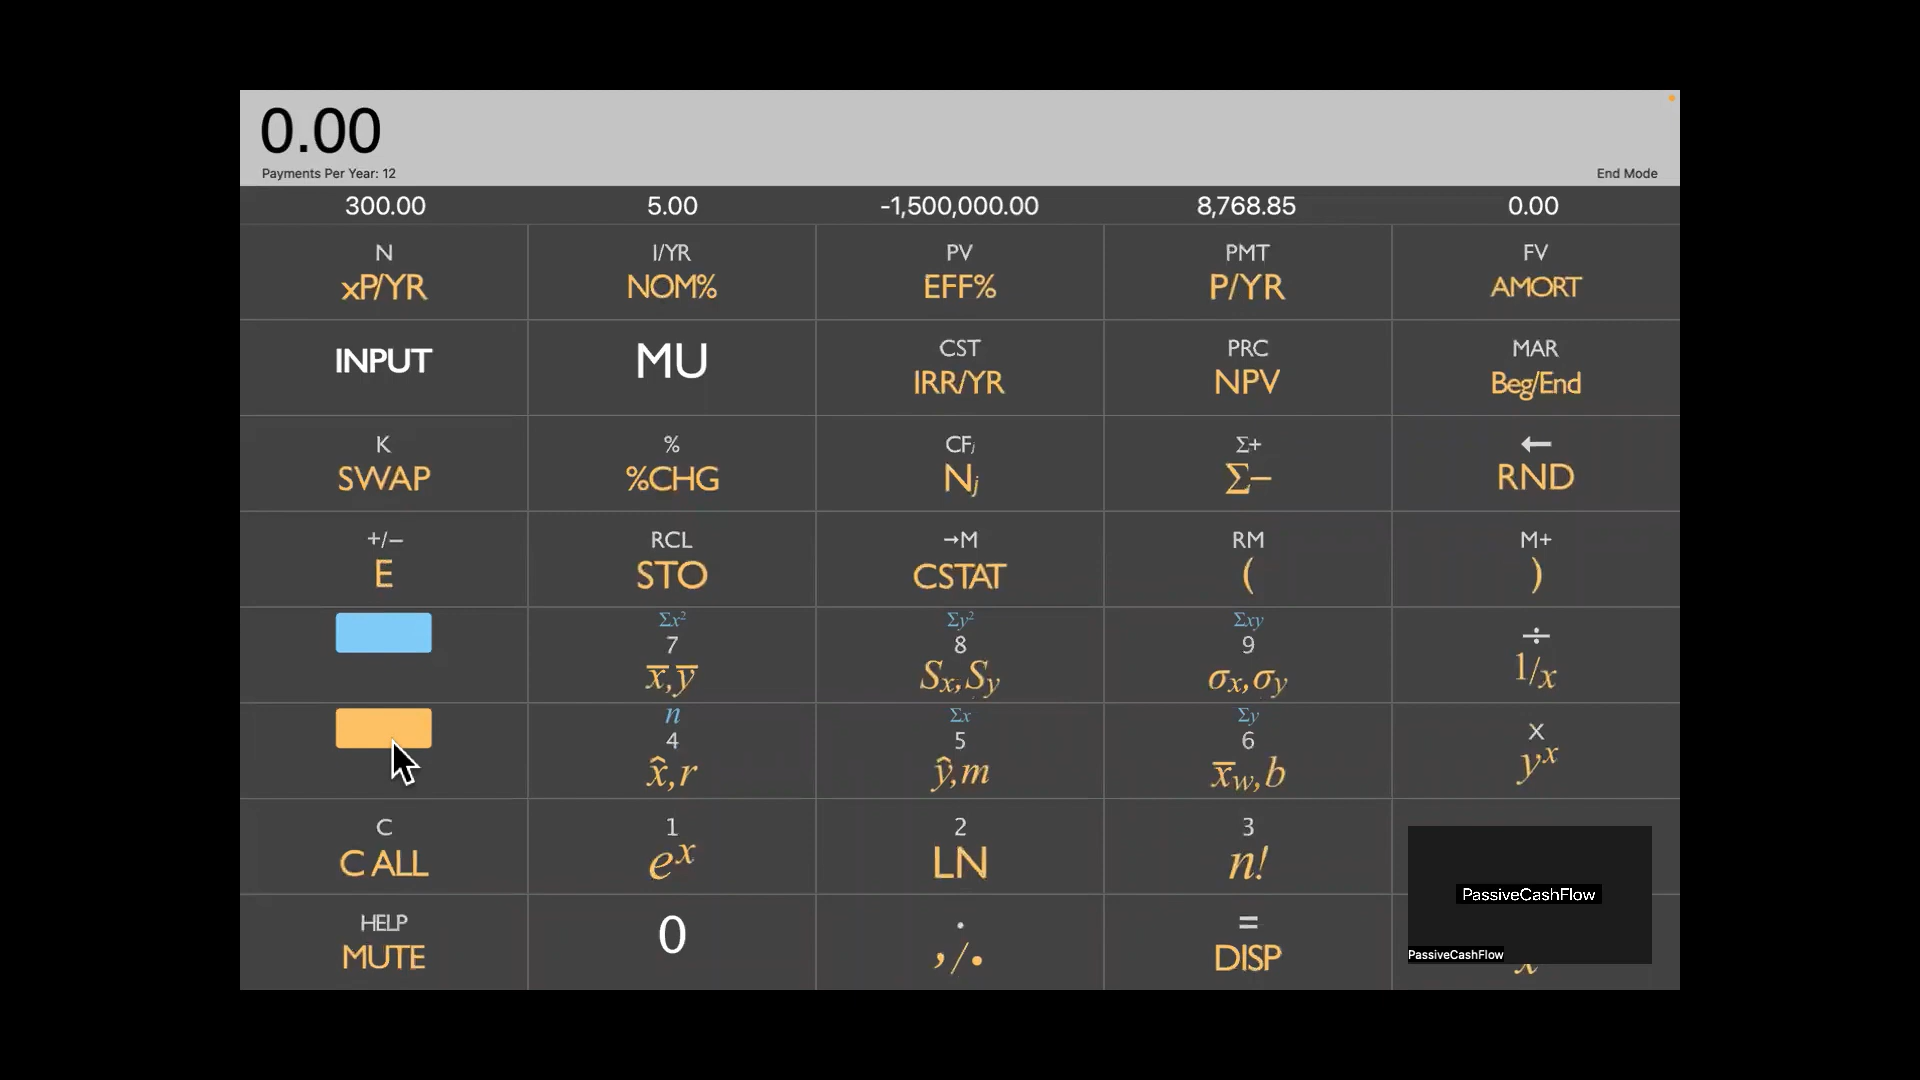 0.00
Payments Per Year: 12
End Mode
300.00 5.00 -1,500,000.00 8,768.85 0.00
N I/YR PV PMT FV
xP/YR NOM% EFF% P/YR AMORT
INPUT MU
CST PRC MAR
IRR/YR NPV Beg/End
K % CFj Σ+ ←
SWAP %CHG Nj Σ− RND
+/− RCL →M RM M+
E STO CSTAT ( )
Σx² Σy² Σxy
7 8 9 ÷
x̅,y̅ Sx,Sy σx,σy 1/x
n Σx Σy
4 5 6 x
x̂,r ŷ,m x̅w,b yˣ
C 1 2 3
C ALL eˣ LN n!
HELP 0 . =
MUTE ,/. DISP
PassiveCashFlow
PassiveCashFlow